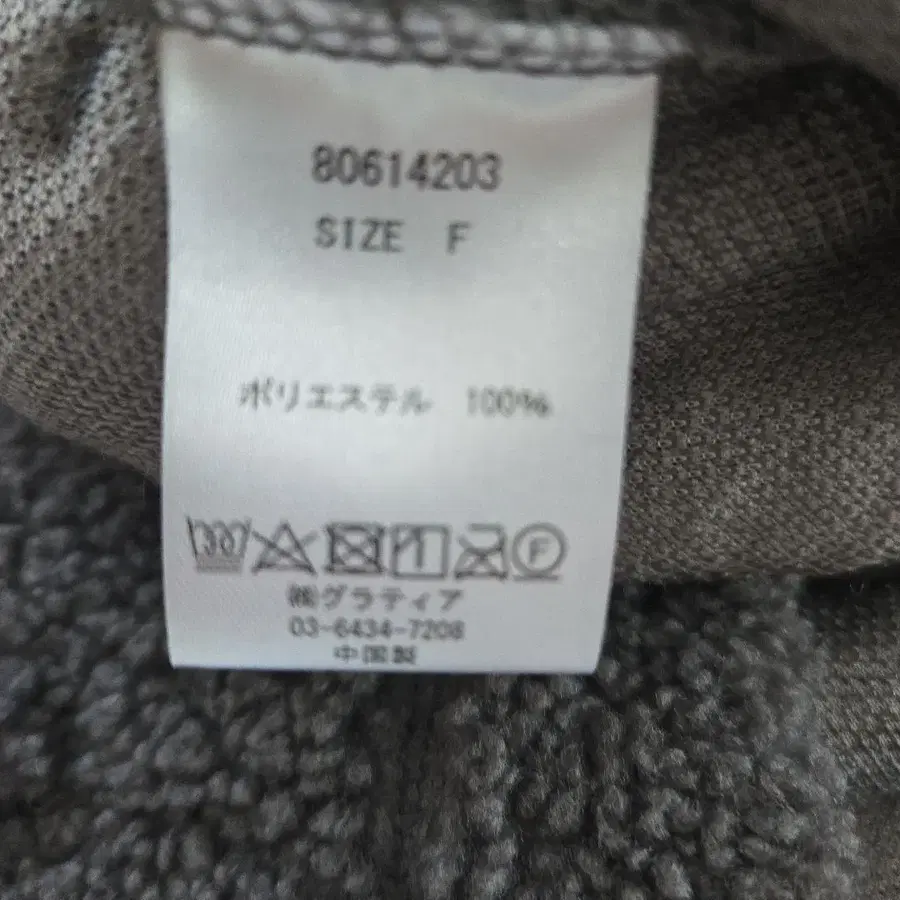 80614203
SIZE F
ポリエステル 100%
F
㈱グラティア
03-6434-7208
中国製